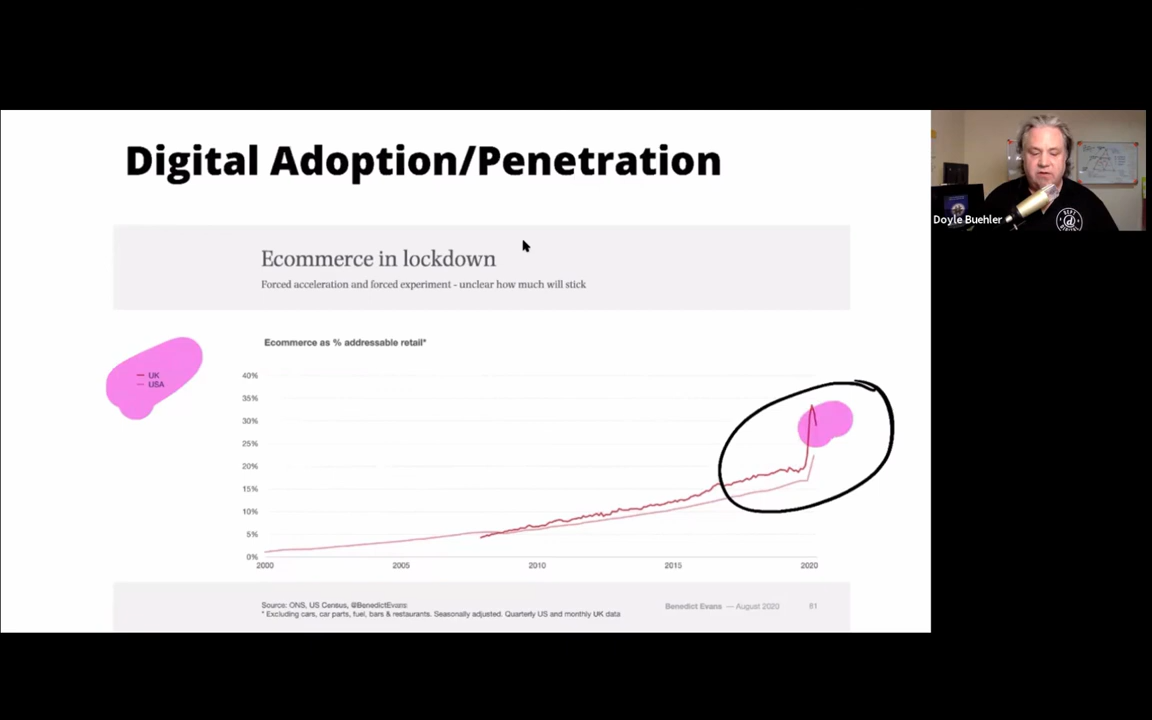 Digital Adoption/Penetration
Ecommerce in lockdown
Forced acceleration and forced experiment - unclear how much will stick
Ecommerce as % addressable retail*
UK
USA
40%
35%
30%
25%
20%
15%
10%
5%
0%
2000 2005 2010 2015 2020
Source: ONS, US Census, @BenedictEvans
* Excluding cars, car parts, fuel, bars & restaurants. Seasonally adjusted. Quarterly US and monthly UK data
Benedict Evans — August 2020 61
Doyle Buehler